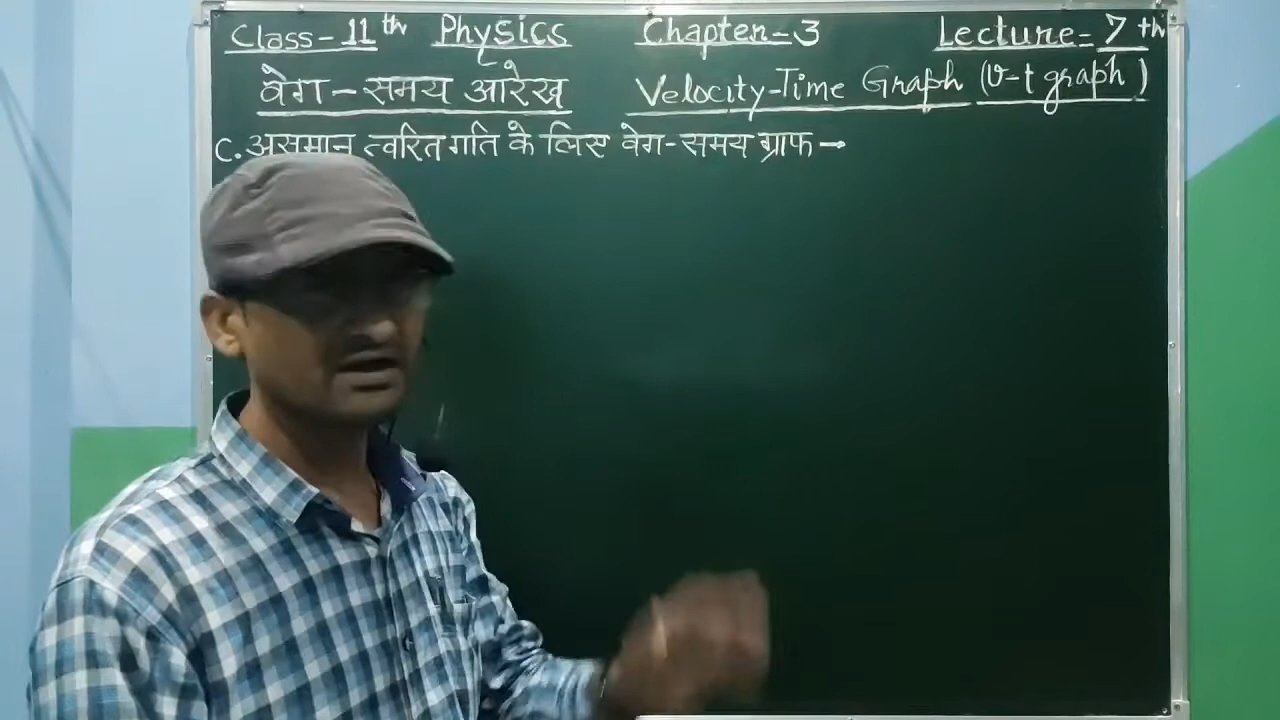 Class-11th Physics Chapter-3 Lecture-7th
वेग-समय आरेख Velocity-Time Graph (v-t graph)
C. असमान त्वरित गति के लिए वेग-समय ग्राफ→